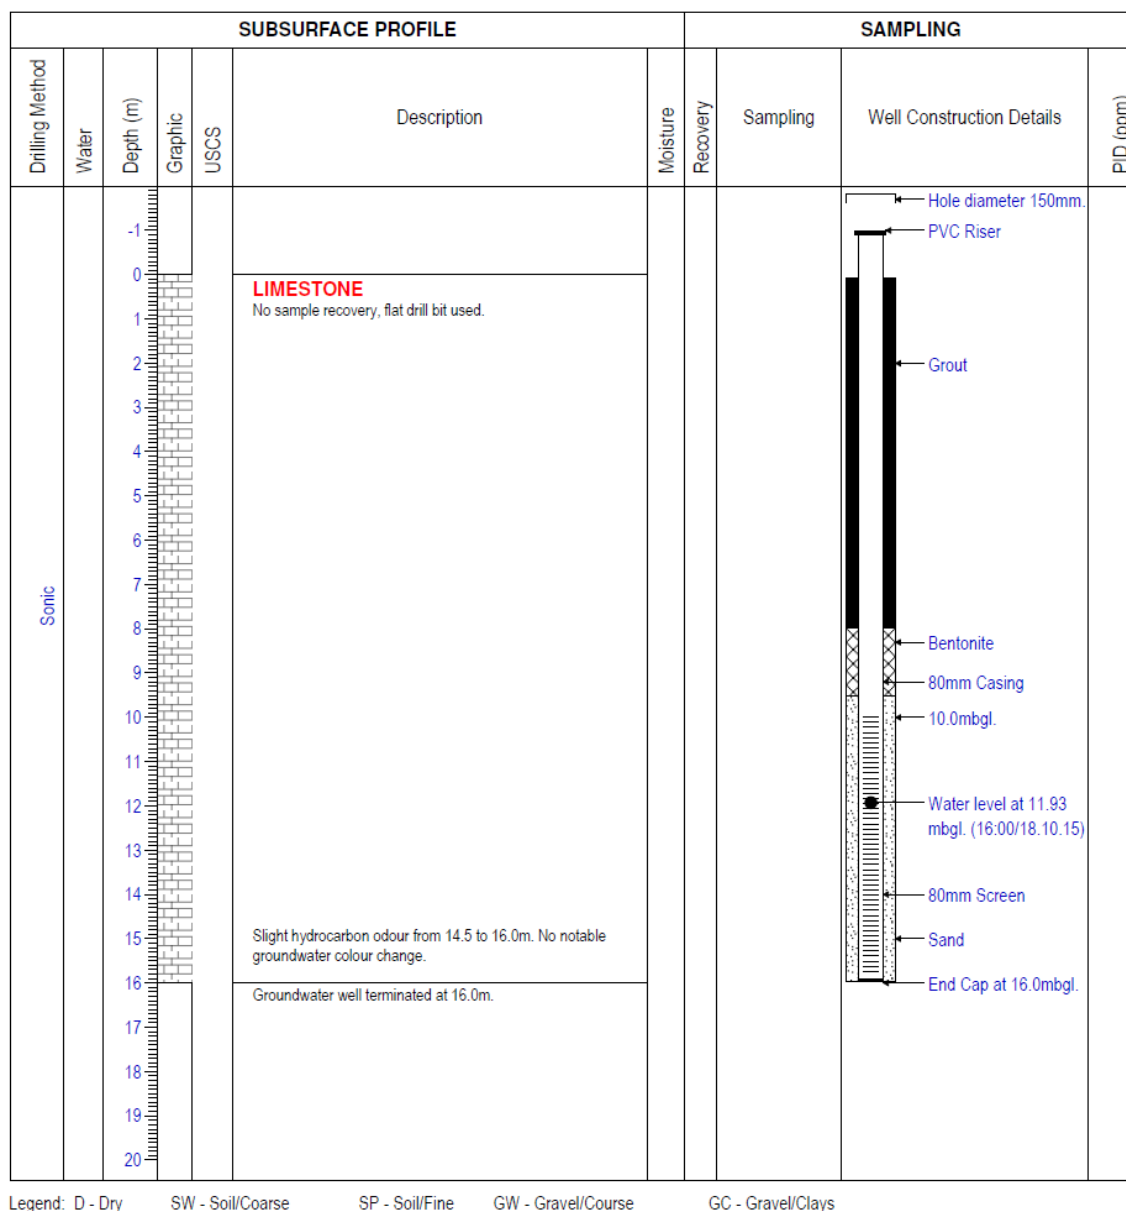 SUBSURFACE PROFILE
SAMPLING
Drilling Method
Water
Depth (m)
Graphic
USCS
Description
Moisture
Recovery
Sampling
Well Construction Details
PID (ppm)
Hole diameter 150mm.
-1
PVC Riser
0
LIMESTONE
No sample recovery, flat drill bit used.
1
2
Grout
3
4
5
6
7
Sonic
8
Bentonite
9
80mm Casing
10
10.0mbgl.
11
12
Water level at 11.93
mbgl. (16:00/18.10.15)
13
14
80mm Screen
Slight hydrocarbon odour from 14.5 to 16.0m. No notable
groundwater colour change.
15
Sand
16
End Cap at 16.0mbgl.
Groundwater well terminated at 16.0m.
17
18
19
20
Legend: D - Dry SW - Soil/Coarse SP - Soil/Fine GW - Gravel/Course GC - Gravel/Clays